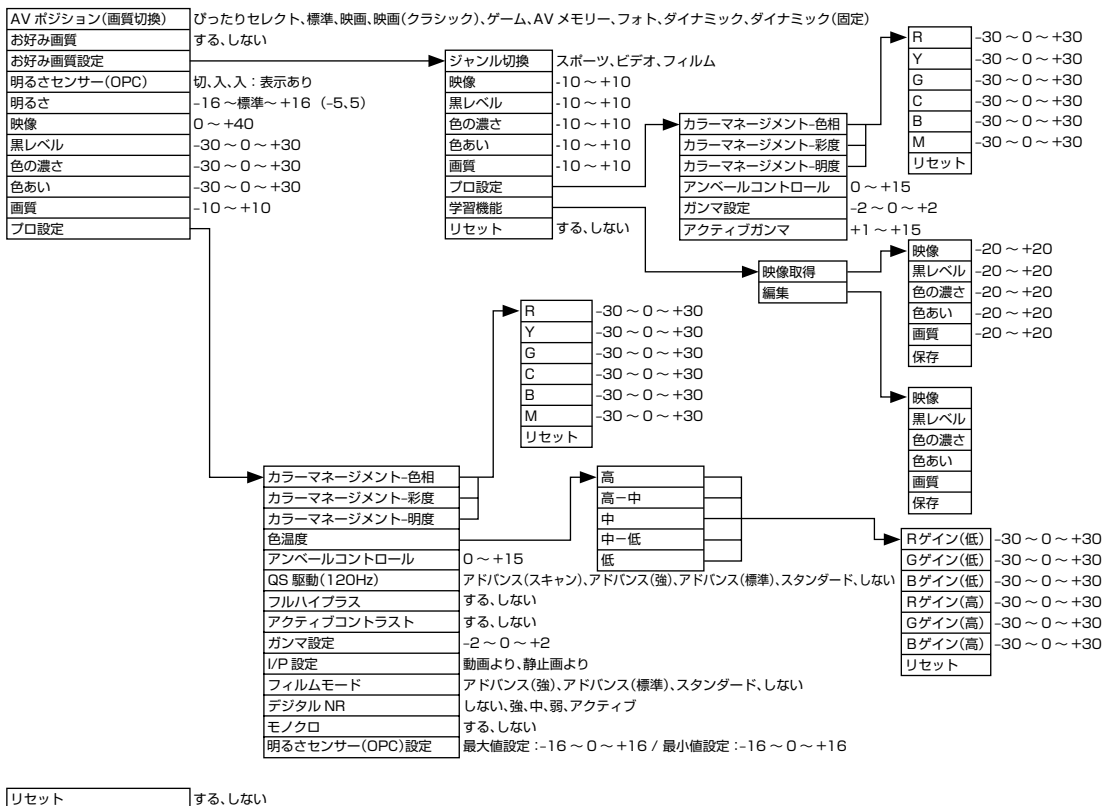 AV ポジション(画質切換) ぴったりセレクト、標準、映画、映画(クラシック)、ゲーム、AV メモリー、フォト、ダイナミック、ダイナミック(固定)
お好み画質 する、しない
お好み画質設定
明るさセンサー(OPC) 切、入、入：表示あり
明るさ –16～標準～+16 (–5、5)
映像 0～+40
黒レベル –30～0～+30
色の濃さ –30～0～+30
色あい –30～0～+30
画質 –10～+10
プロ設定
ジャンル切換 スポーツ、ビデオ、フィルム
映像 -10～+10
黒レベル -10～+10
色の濃さ -10～+10
色あい -10～+10
画質 -10～+10
プロ設定
学習機能
リセット する、しない
カラーマネージメント–色相
カラーマネージメント–彩度
カラーマネージメント–明度
アンベールコントロール 0～+15
ガンマ設定 –2～0～+2
アクティブガンマ +1～+15
R –30～0～+30
Y –30～0～+30
G –30～0～+30
C –30～0～+30
B –30～0～+30
M –30～0～+30
リセット
映像取得
編集
映像 –20～+20
黒レベル –20～+20
色の濃さ –20～+20
色あい –20～+20
画質 –20～+20
保存
映像
黒レベル
色の濃さ
色あい
画質
保存
R –30～0～+30
Y –30～0～+30
G –30～0～+30
C –30～0～+30
B –30～0～+30
M –30～0～+30
リセット
カラーマネージメント–色相
カラーマネージメント–彩度
カラーマネージメント–明度
色温度
アンベールコントロール 0～+15
QS 駆動(120Hz) アドバンス(スキャン)、アドバンス(強)、アドバンス(標準)、スタンダード、しない
フルハイプラス する、しない
アクティブコントラスト する、しない
ガンマ設定 –2～0～+2
I/P 設定 動画より、静止画より
フィルムモード アドバンス(強)、アドバンス(標準)、スタンダード、しない
デジタル NR しない、強、中、弱、アクティブ
モノクロ する、しない
明るさセンサー(OPC)設定 最大値設定：–16～0～+16 / 最小値設定：–16～0～+16
高
高－中
中
中－低
低
R ゲイン(低) –30～0～+30
G ゲイン(低) –30～0～+30
B ゲイン(低) –30～0～+30
R ゲイン(高) –30～0～+30
G ゲイン(高) –30～0～+30
B ゲイン(高) –30～0～+30
リセット
リセット する、しない